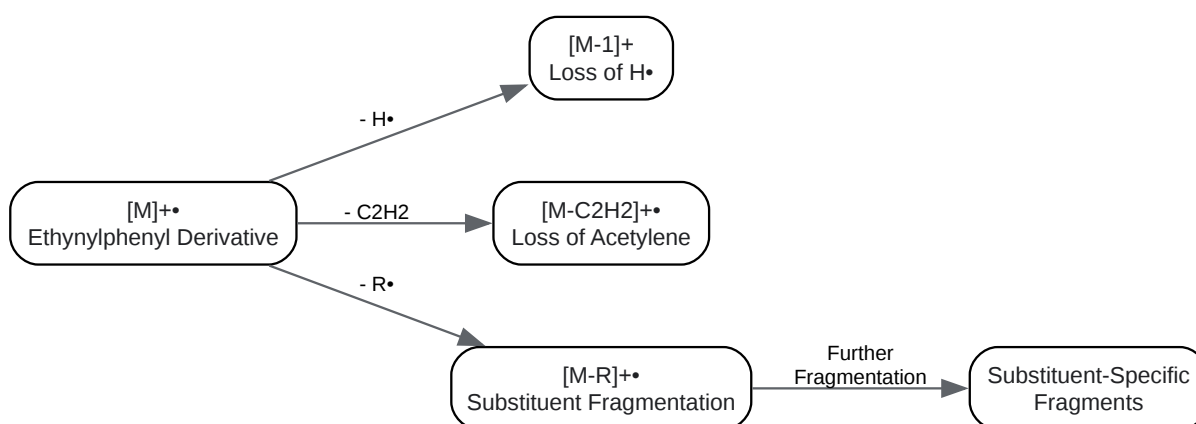 [M-1]+
Loss of H•
- H•
[M]+•
Ethynylphenyl Derivative
- C2H2
[M-C2H2]+•
Loss of Acetylene
- R•
[M-R]+•
Substituent Fragmentation
Further
Fragmentation
Substituent-Specific
Fragments